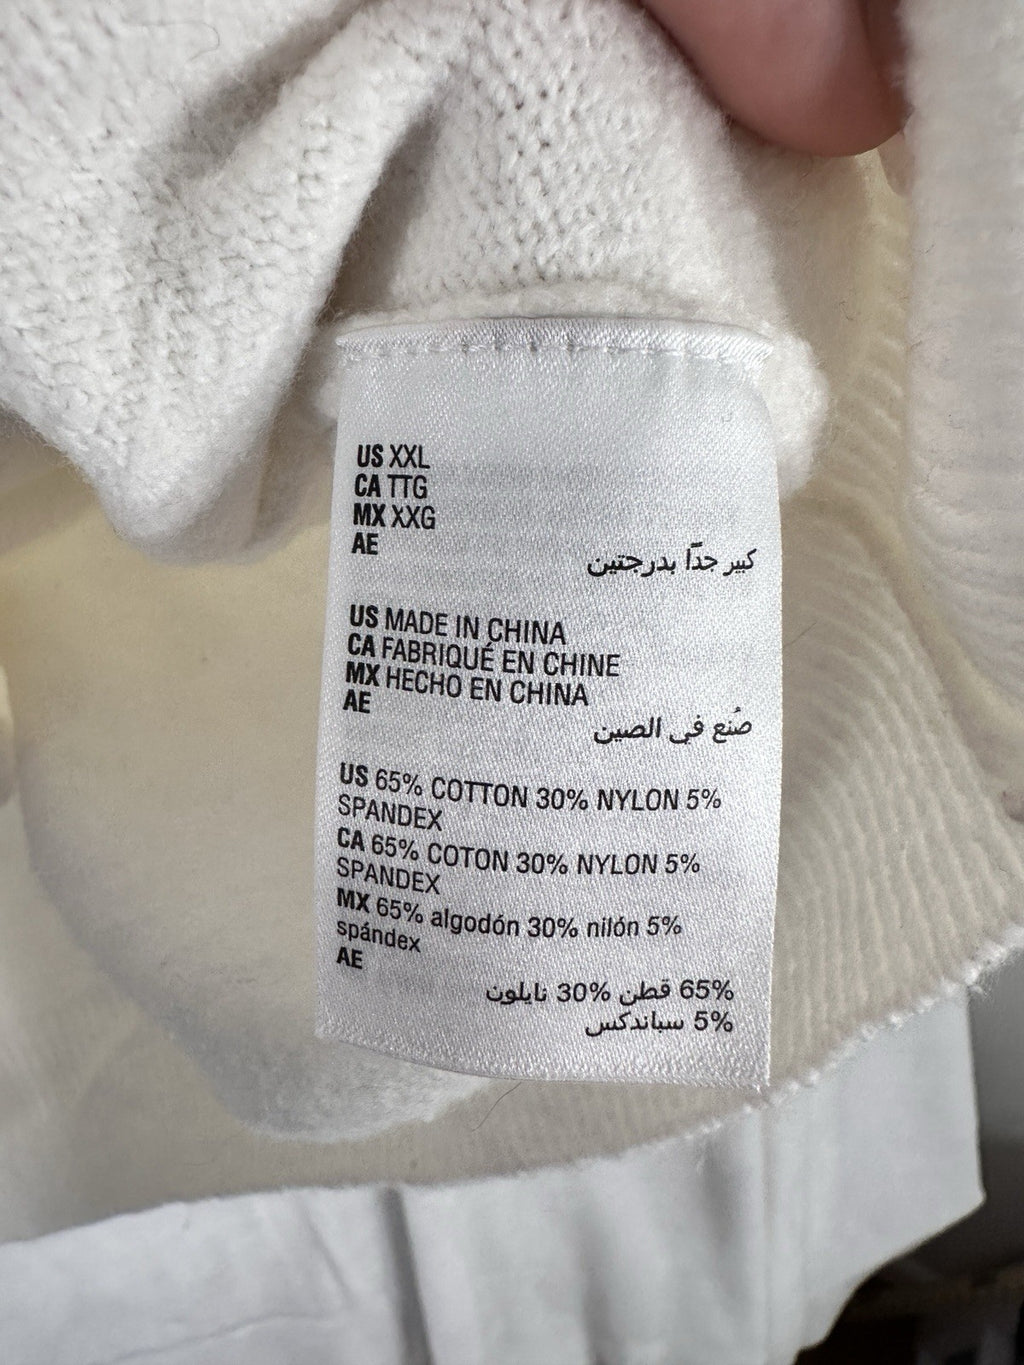 US XXL
CA TTG
MX XXG
AE
كبير جدًا بدرجتين
US MADE IN CHINA
CA FABRIQUÉ EN CHINE
MX HECHO EN CHINA
AE
صُنع في الصين
US 65% COTTON 30% NYLON 5%
SPANDEX
CA 65% COTON 30% NYLON 5%
SPANDEX
MX 65% algodón 30% nilón 5%
spándex
AE
65% قطن 30% نايلون
5% سباندكس